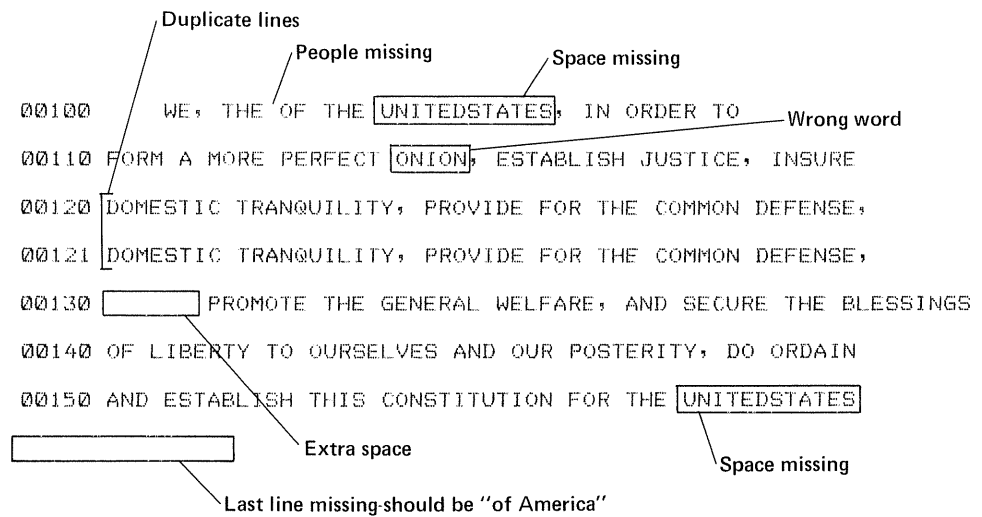 Duplicate lines
People missing
Space missing
00100 WE, THE OF THE UNITEDSTATES, IN ORDER TO
Wrong word
00110 FORM A MORE PERFECT ONION, ESTABLISH JUSTICE, INSURE
00120 DOMESTIC TRANQUILITY, PROVIDE FOR THE COMMON DEFENSE,
00121 DOMESTIC TRANQUILITY, PROVIDE FOR THE COMMON DEFENSE,
00130 PROMOTE THE GENERAL WELFARE, AND SECURE THE BLESSINGS
00140 OF LIBERTY TO OURSELVES AND OUR POSTERITY, DO ORDAIN
00150 AND ESTABLISH THIS CONSTITUTION FOR THE UNITEDSTATES
Extra space
Space missing
Last line missing-should be "of America"